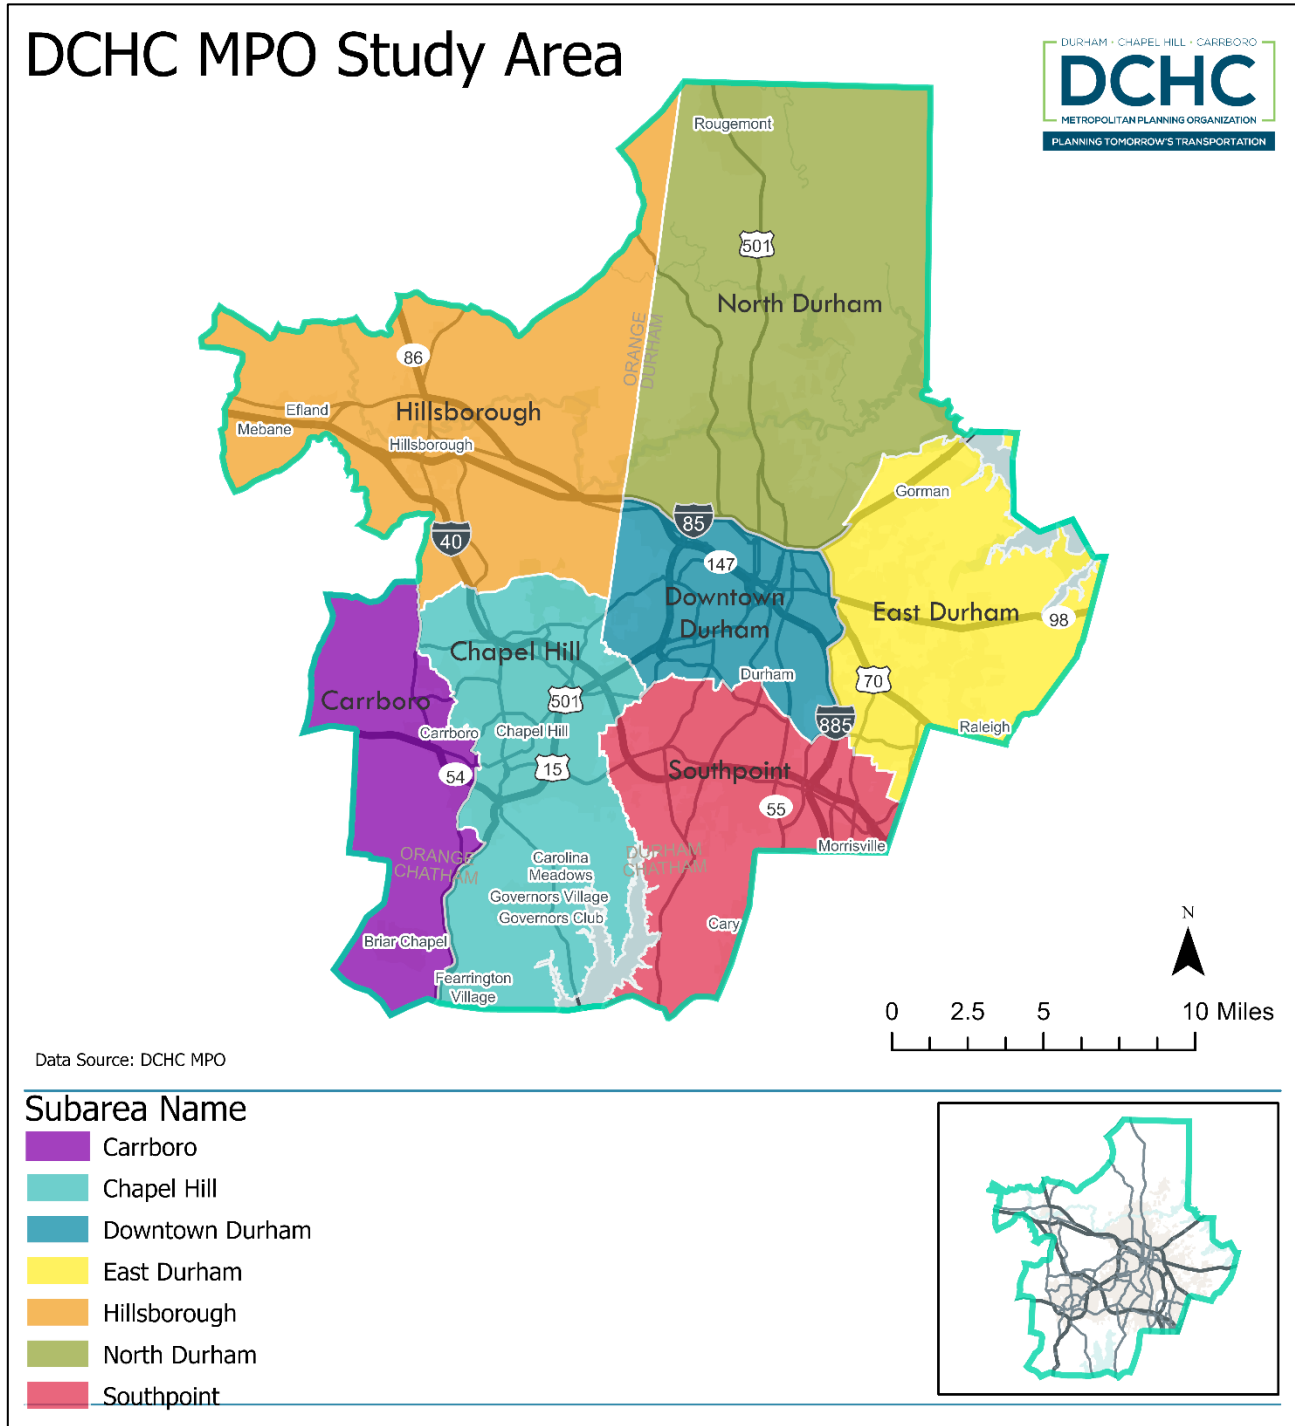 DCHC MPO Study Area
DURHAM · CHAPEL HILL · CARRBORO
DCHC
METROPOLITAN PLANNING ORGANIZATION
PLANNING TOMORROW'S TRANSPORTATION
Rougemont
501
North Durham
ORANGE
DURHAM
86
Efland
Hillsborough
Mebane
Hillsborough
Gorman
85
40
147
Downtown
Durham
East Durham
98
Chapel Hill
Durham
70
Carrboro
501
885
Raleigh
Carrboro
Chapel Hill
54
15
Southpoint
55
Morrisville
ORANGE
CHATHAM
DURHAM
CHATHAM
Carolina
Meadows
Governors Village
Governors Club
Cary
Briar Chapel
Fearrington
Village
N
0 2.5 5 10 Miles
Data Source: DCHC MPO
Subarea Name
Carrboro
Chapel Hill
Downtown Durham
East Durham
Hillsborough
North Durham
Southpoint